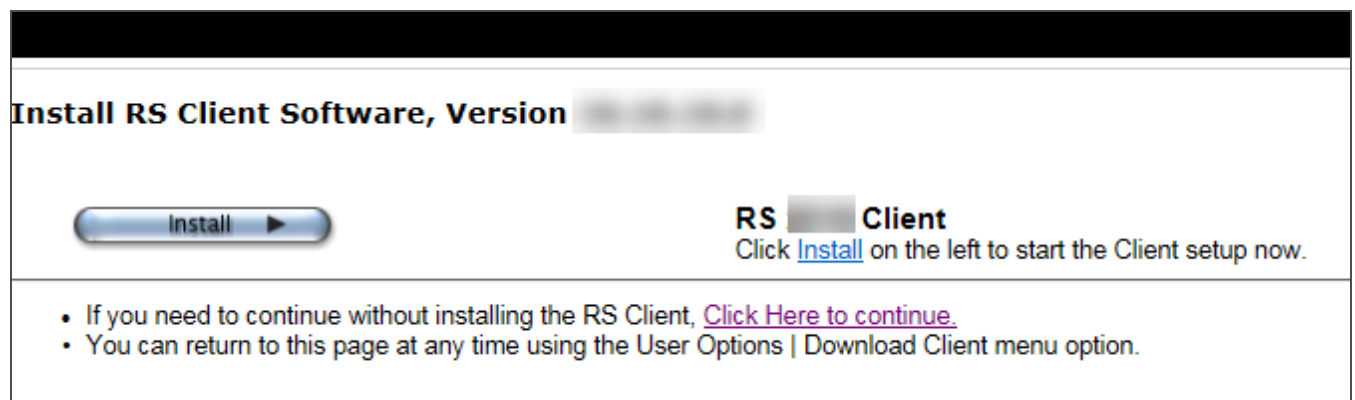 Install RS Client Software, Version
Install
RS Client
Click Install on the left to start the Client setup now.
• If you need to continue without installing the RS Client, Click Here to continue.
• You can return to this page at any time using the User Options | Download Client menu option.